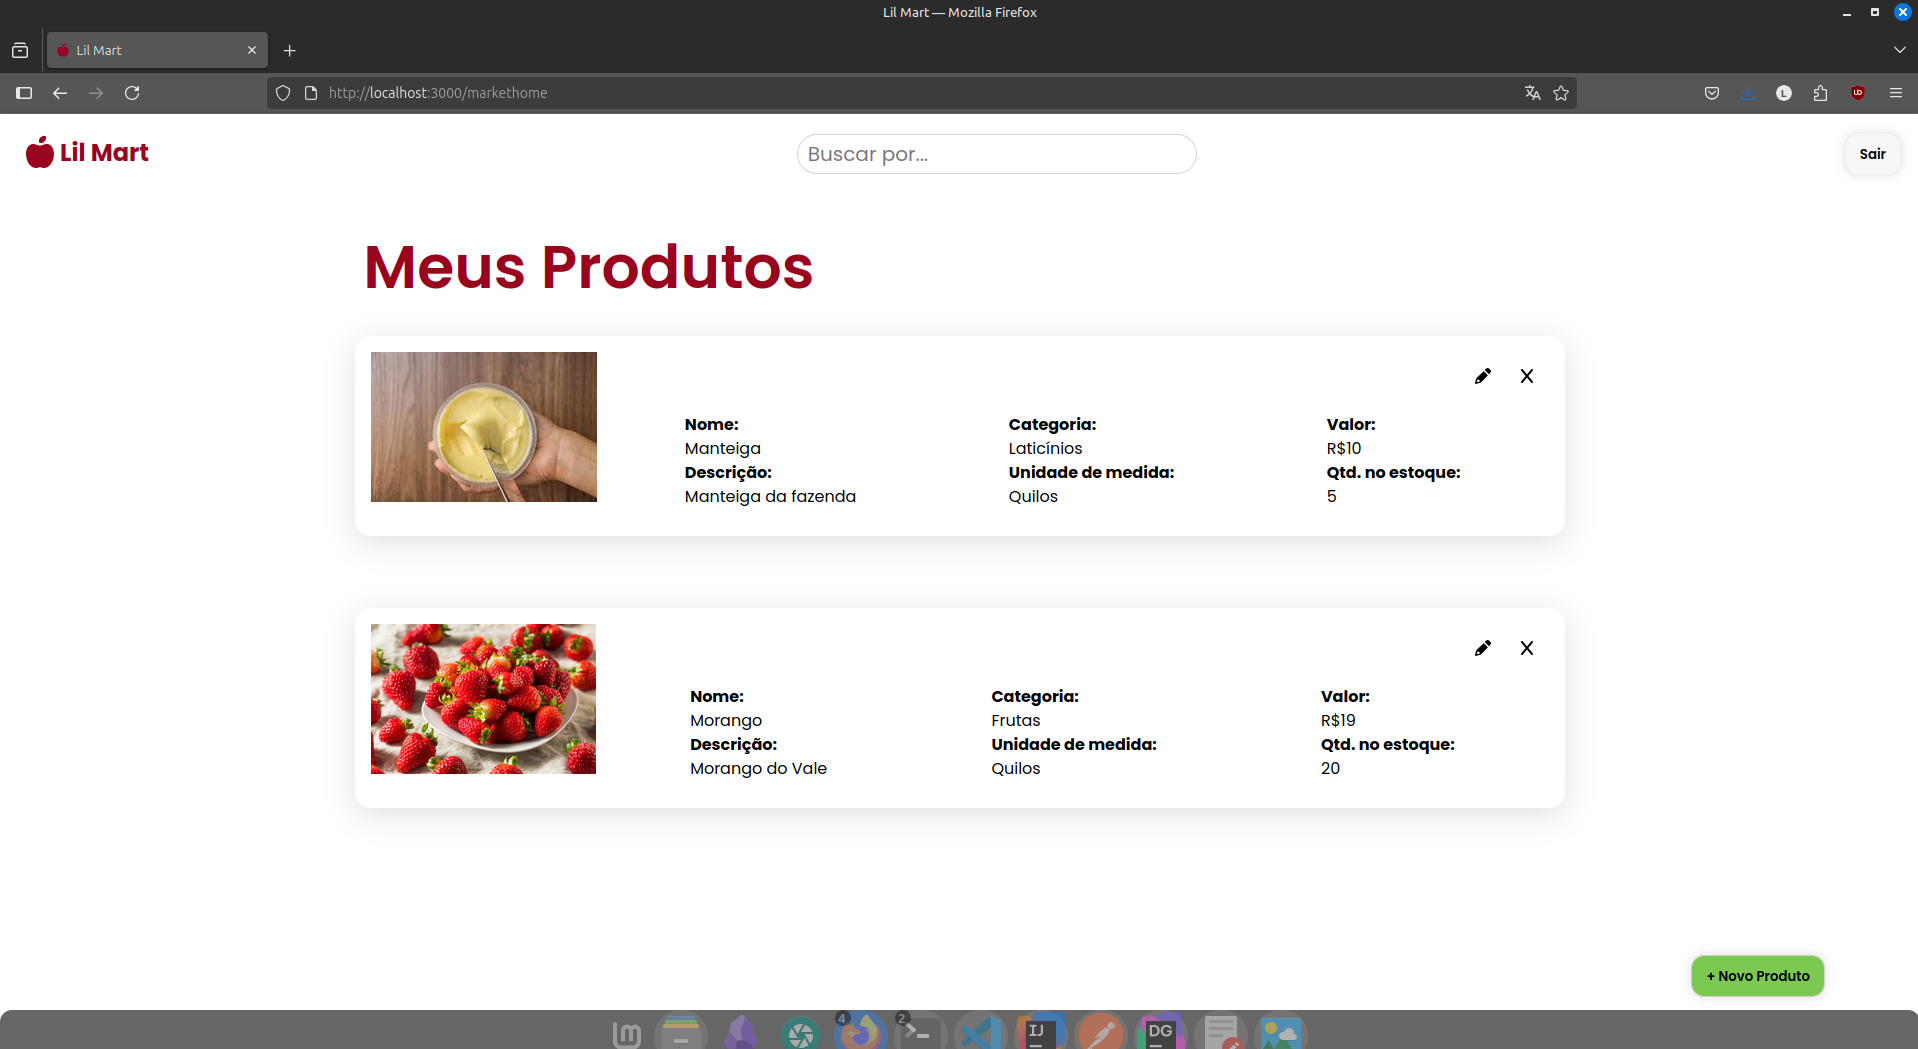 Lil Mart — Mozilla Firefox
Lil Mart
http://localhost:3000/markethome
L
UD
Lil Mart
Buscar por...
Sair
Meus Produtos
Nome:
Manteiga
Descrição:
Manteiga da fazenda
Categoria:
Laticínios
Unidade de medida:
Quilos
Valor:
R$10
Qtd. no estoque:
5
Nome:
Morango
Descrição:
Morango do Vale
Categoria:
Frutas
Unidade de medida:
Quilos
Valor:
R$19
Qtd. no estoque:
20
+ Novo Produto
4
2
IJ
DG